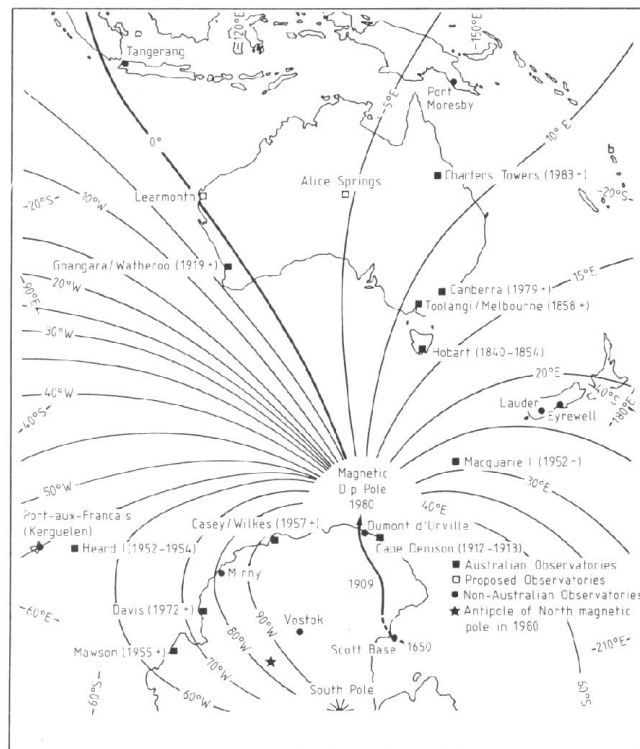 =120°E
-150°E
Tangerang
Port
Moresby
-5°E
10°E
0°
Alice Springs
Charters Towers (1983+)
Learmonth
-20°S-
-20°S-
10°W
Gnangara/Watheroo (1919+)
15°E
20°W
90°E
Canberra (1979+)
Toolangi/Melbourne (1858+)
30°W
Hobart (1840-1854)
20°E
40°W
-40°S-
-40°S-
-180°E
Lauder
Eyrewell
Magnetic
Dip Pole
1980
Macquarie I (1952-)
30°E
50°W
Port-aux-Francais
(Kerguelen)
Casey/Wilkes (1957+)
40°E
Dumont d'Urville
Heard I (1952-1954)
Cape Denison (1912-1913)
Australian Observatories
Proposed Observatories
Non-Australian Observatories
Antipole of North magnetic
pole in 1980
Mirny
1909
-60°E
Davis (1972+)
90°W
Vostok
80°W
Scott Base
1650
-210°E
Mawson (1955+)
70°W
60°W
-60°S
South Pole
60°S